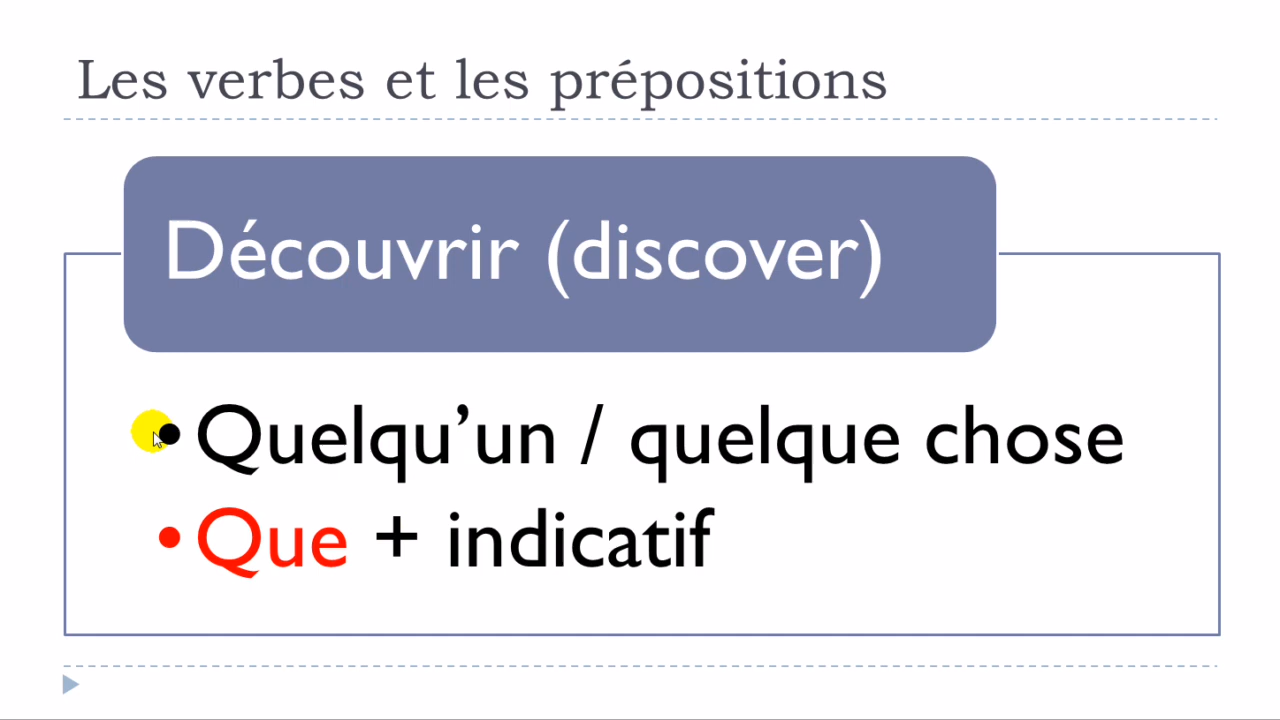 Les verbes et les prépositions
Découvrir (discover)
• Quelqu’un / quelque chose
• Que + indicatif